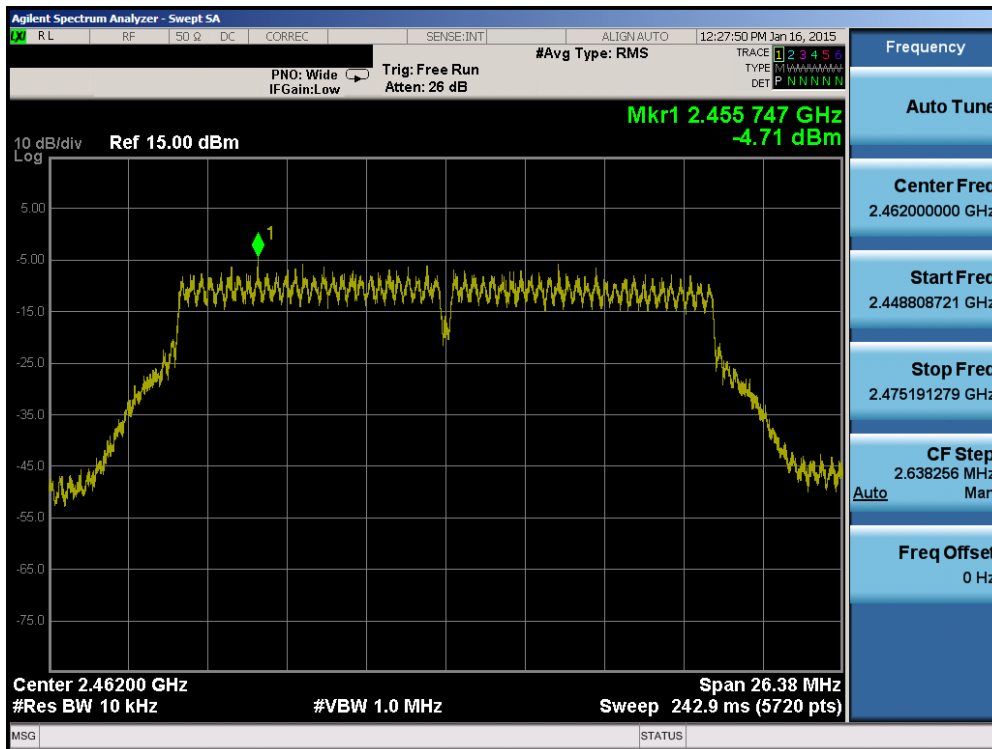 Agilent Spectrum Analyzer - Swept SA
LXI RL RF 50 Ω DC CORREC SENSE:INT ALIGNAUTO 12:27:50 PM Jan 16, 2015
#Avg Type: RMS TRACE 1 2 3 4 5 6
PNO: Wide Trig: Free Run TYPE M W W W W W
IFGain:Low Atten: 26 dB DET P N N N N N
Mkr1 2.455 747 GHz
-4.71 dBm
10 dB/div Ref 15.00 dBm
Log
5.00
1
-5.00
-15.0
-25.0
-35.0
-45.0
-55.0
-65.0
-75.0
Center 2.46200 GHz Span 26.38 MHz
#Res BW 10 kHz #VBW 1.0 MHz Sweep 242.9 ms (5720 pts)
MSG STATUS
Frequency
Auto Tune
Center Freq
2.462000000 GHz
Start Freq
2.448808721 GHz
Stop Freq
2.475191279 GHz
CF Step
2.638256 MHz
Auto Man
Freq Offset
0 Hz